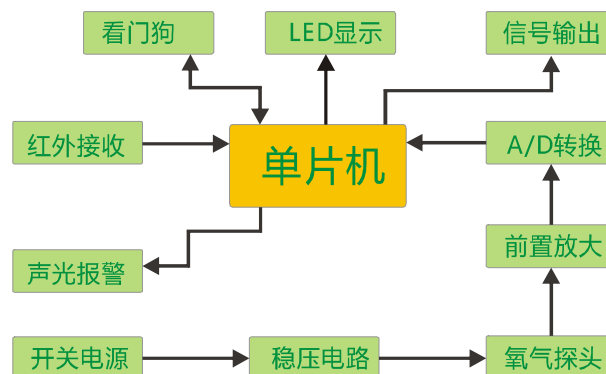 看门狗
LED显示
信号输出
红外接收
单片机
A/D转换
声光报警
前置放大
开关电源
稳压电路
氧气探头